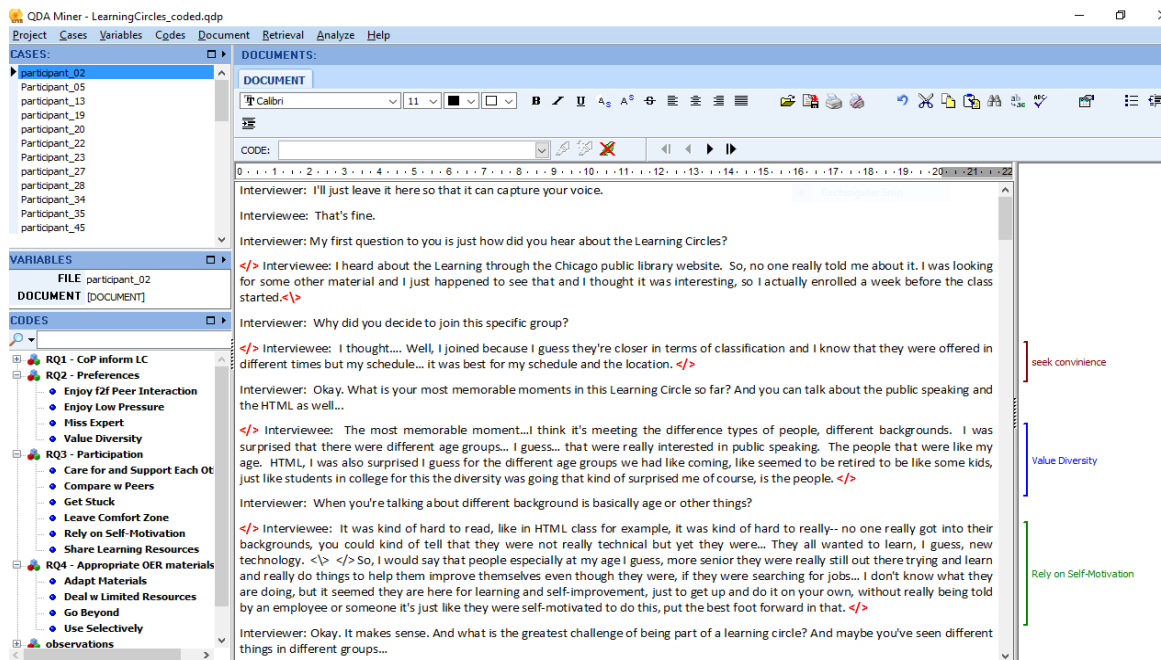 QDA Miner - LearningCircles_coded.qdp
Project Cases Variables Codes Document Retrieval Analyze Help
CASES:
participant_02
Participant_05
participant_13
participant_19
participant_20
Participant_22
Participant_23
participant_27
participant_28
Participant_34
Participant_35
participant_45
VARIABLES
FILE participant_02
DOCUMENT [DOCUMENT]
CODES
RQ1 - CoP inform LC
RQ2 - Preferences
Enjoy f2f Peer Interaction
Enjoy Low Pressure
Miss Expert
Value Diversity
RQ3 - Participation
Care for and Support Each Ot
Compare w Peers
Get Stuck
Leave Comfort Zone
Rely on Self-Motivation
Share Learning Resources
RQ4 - Appropriate OER materials
Adapt Materials
Deal w Limited Resources
Go Beyond
Use Selectively
observations
DOCUMENTS:
DOCUMENT
Calibri 11 B I U
CODE:
0 1 2 3 4 5 6 7 8 9 10 11 12 13 14 15 16 17 18 19 20 21 22
Interviewer: I'll just leave it here so that it can capture your voice.
Interviewee: That's fine.
Interviewer: My first question to you is just how did you hear about the Learning Circles?
</> Interviewee: I heard about the Learning through the Chicago public library website. So, no one really told me about it. I was looking
for some other material and I just happened to see that and I thought it was interesting, so I actually enrolled a week before the class
started.<\>
Interviewer: Why did you decide to join this specific group?
</> Interviewee: I thought.... Well, I joined because I guess they're closer in terms of classification and I know that they were offered in
different times but my schedule... it was best for my schedule and the location. </>
Interviewer: Okay. What is your most memorable moments in this Learning Circle so far? And you can talk about the public speaking and
the HTML as well...
</> Interviewee: The most memorable moment...I think it's meeting the difference types of people, different backgrounds. I was
surprised that there were different age groups... I guess... that were really interested in public speaking. The people that were like my
age. HTML, I was also surprised I guess for the different age groups we had like coming, like seemed to be retired to be like some kids,
just like students in college for this the diversity was going that kind of surprised me of course, is the people. </>
Interviewer: When you're talking about different background is basically age or other things?
</> Interviewee: It was kind of hard to read, like in HTML class for example, it was kind of hard to really-- no one really got into their
backgrounds, you could kind of tell that they were not really technical but yet they were... They all wanted to learn, I guess, new
technology. <\> </> So, I would say that people especially at my age I guess, more senior they were really still out there trying and learn
and really do things to help them improve themselves even though they were, if they were searching for jobs... I don't know what they
are doing, but it seemed they are here for learning and self-improvement, just to get up and do it on your own, without really being told
by an employee or someone it's just like they were self-motivated to do this, put the best foot forward in that. </>
Interviewer: Okay. It makes sense. And what is the greatest challenge of being part of a learning circle? And maybe you've seen different
things in different groups...
seek convinience
Value Diversity
Rely on Self-Motivation